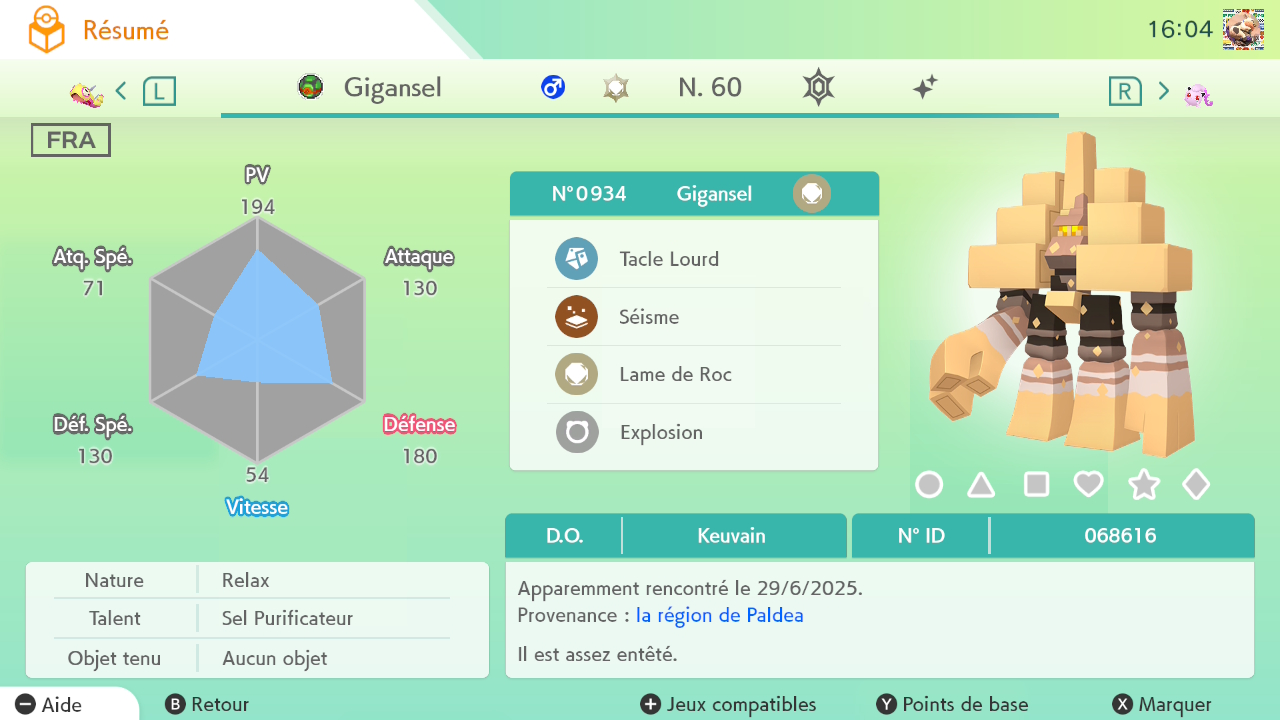 Résumé
16:04
L
Gigansel
N. 60
R
FRA
PV
194
Atq. Spé.
71
Attaque
130
Déf. Spé.
130
Défense
180
54
Vitesse
N°0934 Gigansel
Tacle Lourd
Séisme
Lame de Roc
Explosion
D.O. Keuvain
N° ID 068616
Nature Relax
Talent Sel Purificateur
Objet tenu Aucun objet
Apparemment rencontré le 29/6/2025.
Provenance : la région de Paldea
Il est assez entêté.
Aide
B Retour
Jeux compatibles
Y Points de base
X Marquer